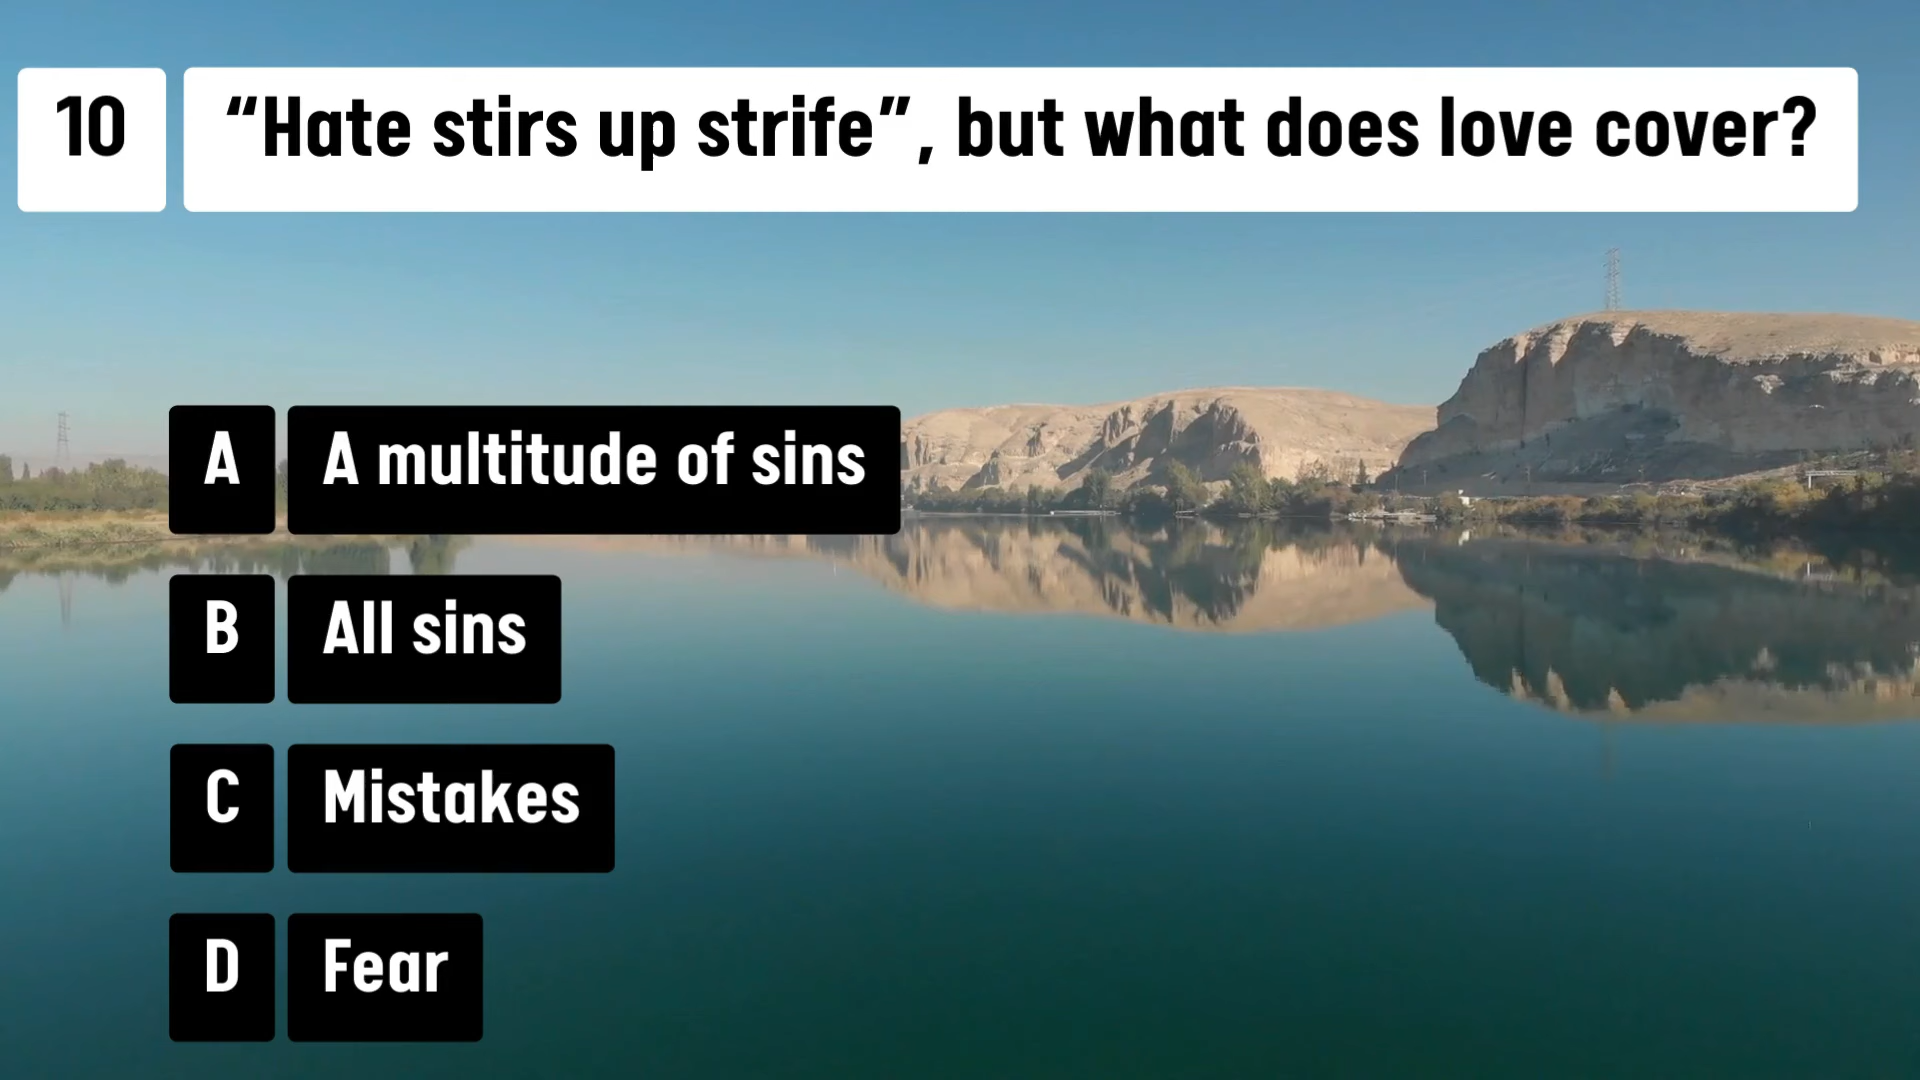 10 “Hate stirs up strife”, but what does love cover?
A A multitude of sins
B All sins
C Mistakes
D Fear